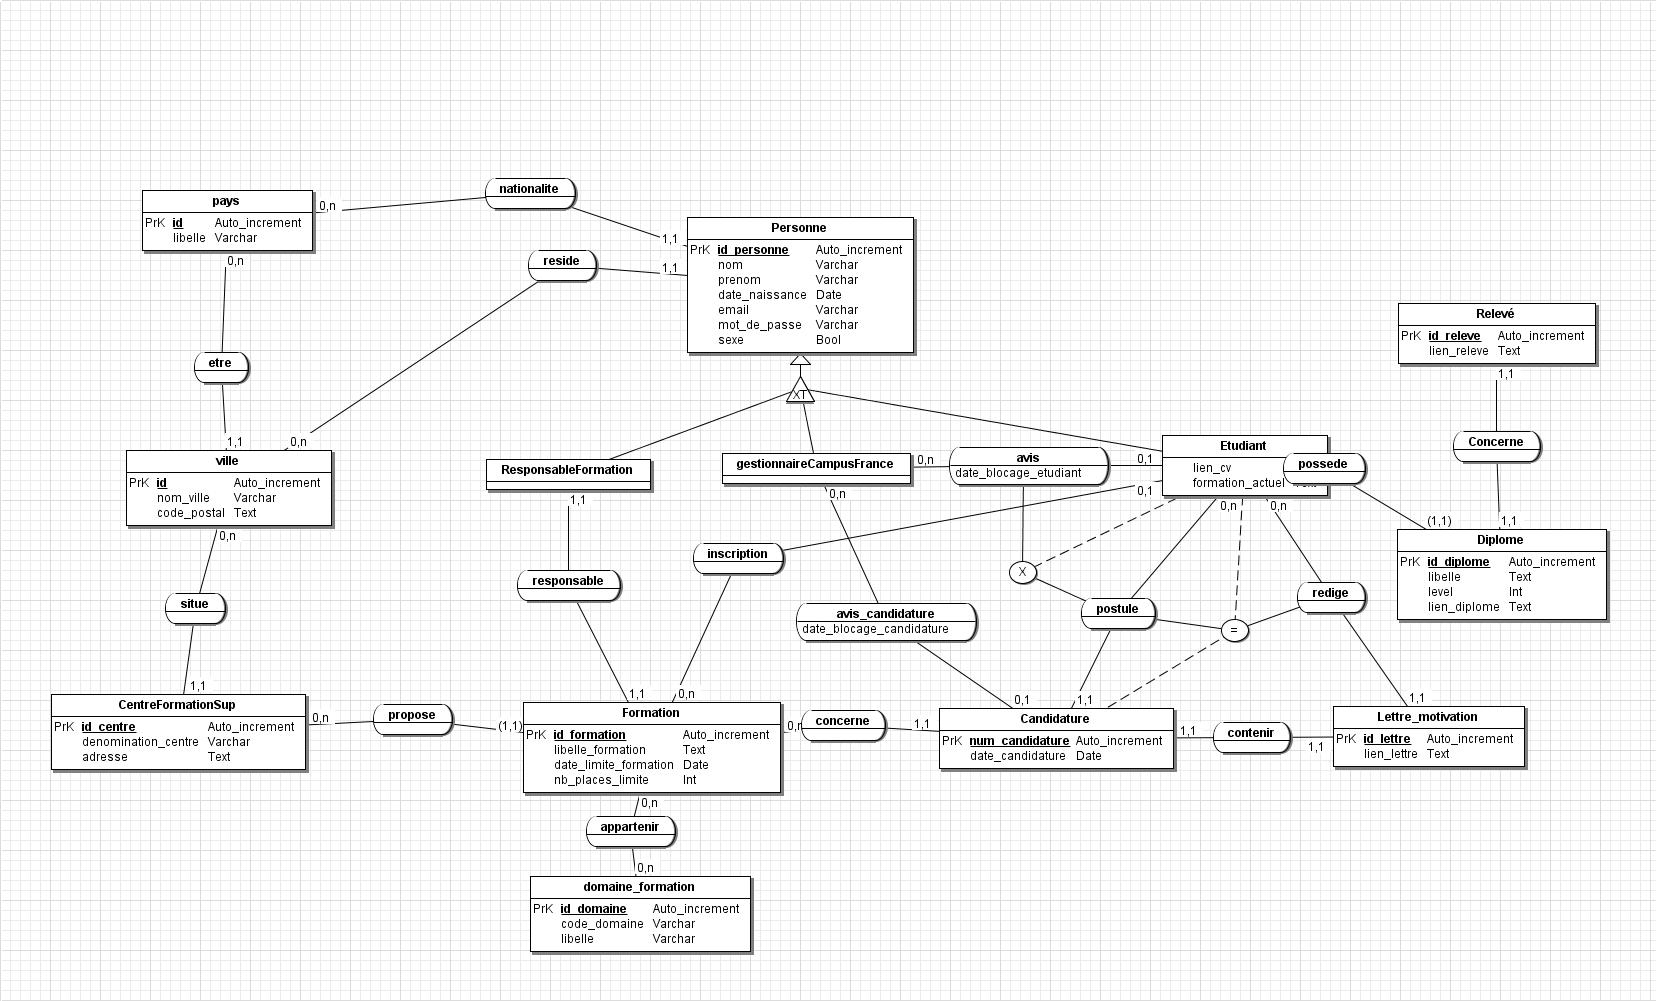 nationalite
pays
PrK id Auto_increment
libelle Varchar
0,n
0,n
1,1
Personne
PrK id_personne Auto_increment
nom Varchar
prenom Varchar
date_naissance Date
email Varchar
mot_de_passe Varchar
sexe Bool
reside
1,1
0,n
etre
1,1
XT
Relevé
PrK id_releve Auto_increment
lien_releve Text
1,1
Concerne
1,1
ville
PrK id Auto_increment
nom_ville Varchar
code_postal Text
0,n
ResponsableFormation
1,1
gestionnaireCampusFrance
0,n
0,n
avis
date_blocage_etudiant
0,1
0,1
Etudiant
lien_cv
formation_actuel
0,n
0,n
possede
(1,1)
Diplome
PrK id_diplome Auto_increment
libelle Text
level Int
lien_diplome Text
inscription
0,n
responsable
1,1
X
situe
1,1
avis_candidature
date_blocage_candidature
0,1
postule
1,1
=
redige
1,1
CentreFormationSup
PrK id_centre Auto_increment
denomination_centre Varchar
adresse Text
0,n
propose
(1,1)
Formation
PrK id_formation Auto_increment
libelle_formation Text
date_limite_formation Date
nb_places_limite Int
0,n
concerne
1,1
Candidature
PrK num_candidature Auto_increment
date_candidature Date
1,1
contenir
1,1
Lettre_motivation
PrK id_lettre Auto_increment
lien_lettre Text
0,n
appartenir
0,n
domaine_formation
PrK id_domaine Auto_increment
code_domaine Varchar
libelle Varchar